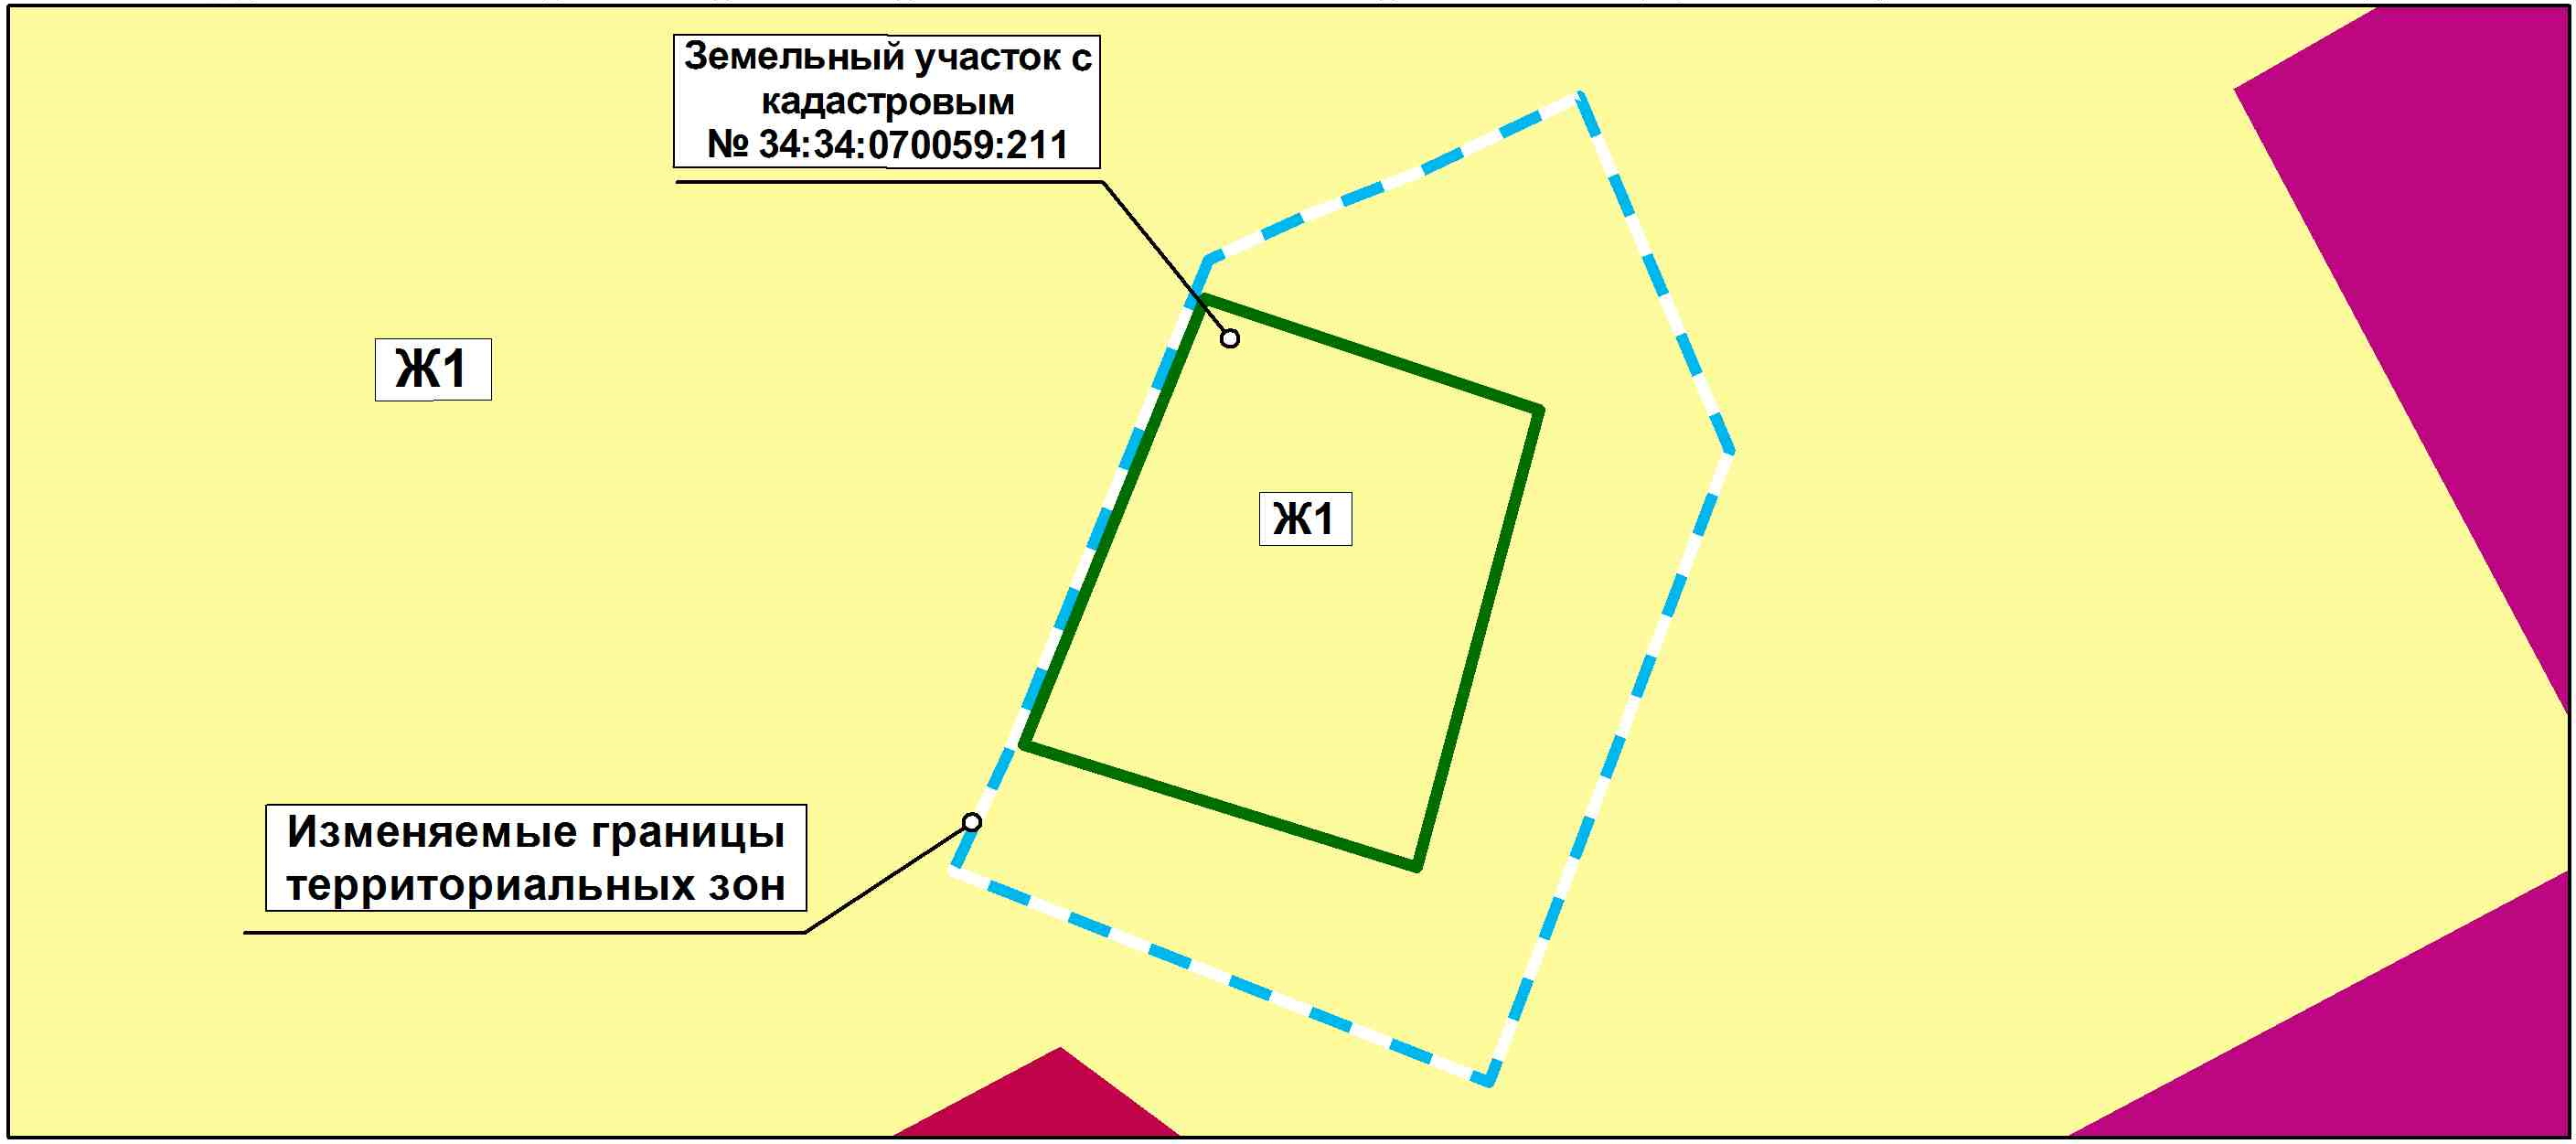 Земельный участок с
кадастровым
№ 34:34:070059:211
Ж1
Ж1
Изменяемые границы
территориальных зон